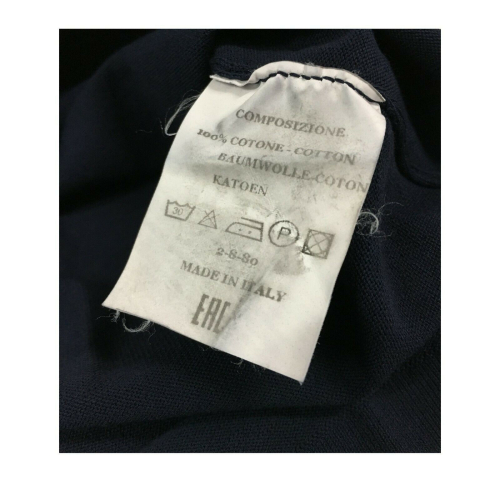 COMPOSIZIONE
100% COTONE - COTTON
BAUMWOLLE-COTON
KATOEN
30 P
2-8-80
MADE IN ITALY
EAC